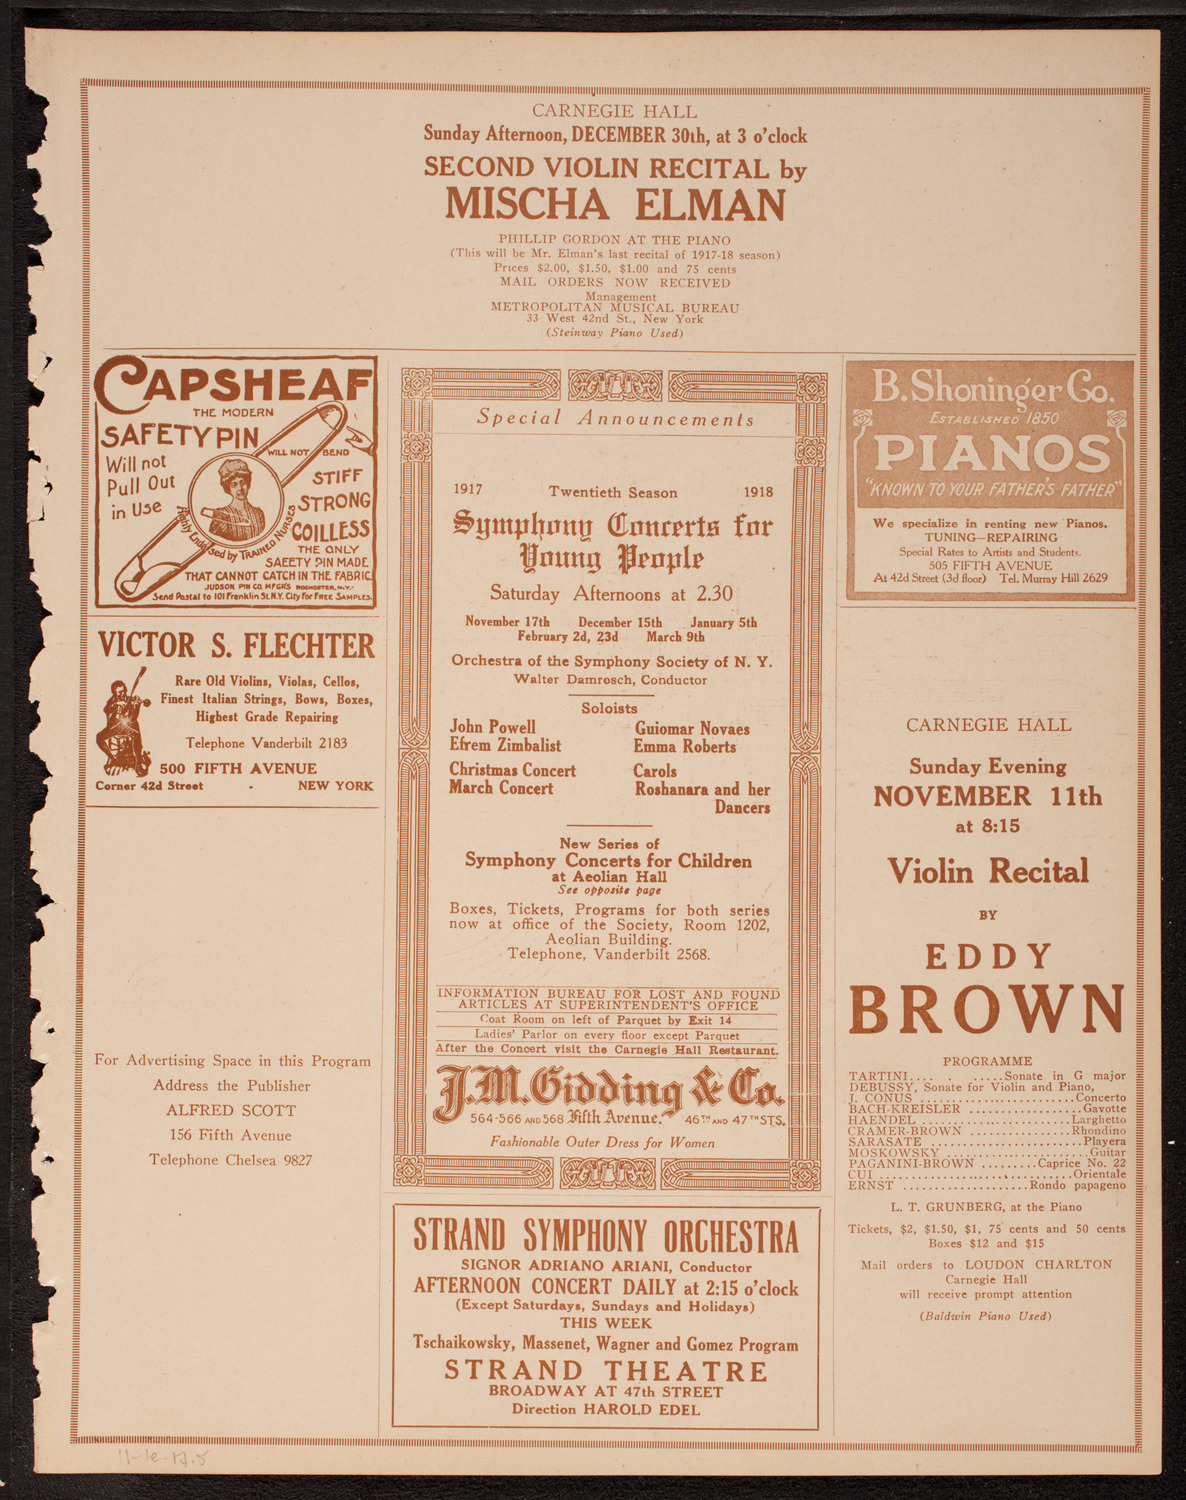 CARNEGIE HALL
Sunday Afternoon, DECEMBER 30th, at 3 o'clock
SECOND VIOLIN RECITAL by
MISCHA ELMAN
PHILLIP GORDON AT THE PIANO
(This will be Mr. Elman's last recital of 1917-18 season)
Prices $2.00, $1.50, $1.00 and 75 cents
MAIL ORDERS NOW RECEIVED
Management
METROPOLITAN MUSICAL BUREAU
33 West 42nd St., New York
(Steinway Piano Used)
CAPSHEAF
THE MODERN
SAFETY PIN
WILL NOT BEND
Will not
Pull Out
in Use
STIFF
STRONG
COILLESS
Highly Endorsed by TRAINED NURSES
THE ONLY
SAFETY PIN MADE
THAT CANNOT CATCH IN THE FABRIC
JUDSON PIN CO. MFGRS ROCHESTER, N.Y.
Send Postal to 101 Franklin St. N.Y. City for FREE SAMPLES.
VICTOR S. FLECHTER
Rare Old Violins, Violas, Cellos,
Finest Italian Strings, Bows, Boxes,
Highest Grade Repairing
Telephone Vanderbilt 2183
500 FIFTH AVENUE
Corner 42d Street - NEW YORK
For Advertising Space in this Program
Address the Publisher
ALFRED SCOTT
156 Fifth Avenue
Telephone Chelsea 9827
Special Announcements
1917 Twentieth Season 1918
Symphony Concerts for
Young People
Saturday Afternoons at 2.30
November 17th December 15th January 5th
February 2d, 23d March 9th
Orchestra of the Symphony Society of N. Y.
Walter Damrosch, Conductor
Soloists
John Powell Guiomar Novaes
Efrem Zimbalist Emma Roberts
Christmas Concert Carols
March Concert Roshanara and her
Dancers
New Series of
Symphony Concerts for Children
at Aeolian Hall
See opposite page
Boxes, Tickets, Programs for both series
now at office of the Society, Room 1202,
Aeolian Building.
Telephone, Vanderbilt 2568.
INFORMATION BUREAU FOR LOST AND FOUND
ARTICLES AT SUPERINTENDENT'S OFFICE
Coat Room on left of Parquet by Exit 14
Ladies' Parlor on every floor except Parquet
After the Concert visit the Carnegie Hall Restaurant.
J.M. Gidding & Co.
564-566 AND 568 Fifth Avenue. 46TH AND 47TH STS.
Fashionable Outer Dress for Women
STRAND SYMPHONY ORCHESTRA
SIGNOR ADRIANO ARIANI, Conductor
AFTERNOON CONCERT DAILY at 2:15 o'clock
(Except Saturdays, Sundays and Holidays)
THIS WEEK
Tschaikowsky, Massenet, Wagner and Gomez Program
STRAND THEATRE
BROADWAY AT 47th STREET
Direction HAROLD EDEL
B. Shoninger Co.
ESTABLISHED 1850
PIANOS
"KNOWN TO YOUR FATHER'S FATHER"
We specialize in renting new Pianos.
TUNING—REPAIRING
Special Rates to Artists and Students.
505 FIFTH AVENUE
At 42d Street (3d floor) Tel. Murray Hill 2629
CARNEGIE HALL
Sunday Evening
NOVEMBER 11th
at 8:15
Violin Recital
BY
EDDY
BROWN
PROGRAMME
TARTINI.... . .....Sonate in G major
DEBUSSY, Sonate for Violin and Piano,
J. CONUS ..........................Concerto
BACH-KREISLER ..................Gavotte
HAENDEL .........................Larghetto
CRAMER-BROWN .................Rhondino
SARASATE ..........................Playera
MOSKOWSKY ........................Guitar
PAGANINI-BROWN .........Caprice No. 22
CUI ................................Orientale
ERNST .....................Rondo papageno
L. T. GRUNBERG, at the Piano
Tickets, $2, $1.50, $1, 75 cents and 50 cents
Boxes $12 and $15
Mail orders to LOUDON CHARLTON
Carnegie Hall
will receive prompt attention
(Baldwin Piano Used)